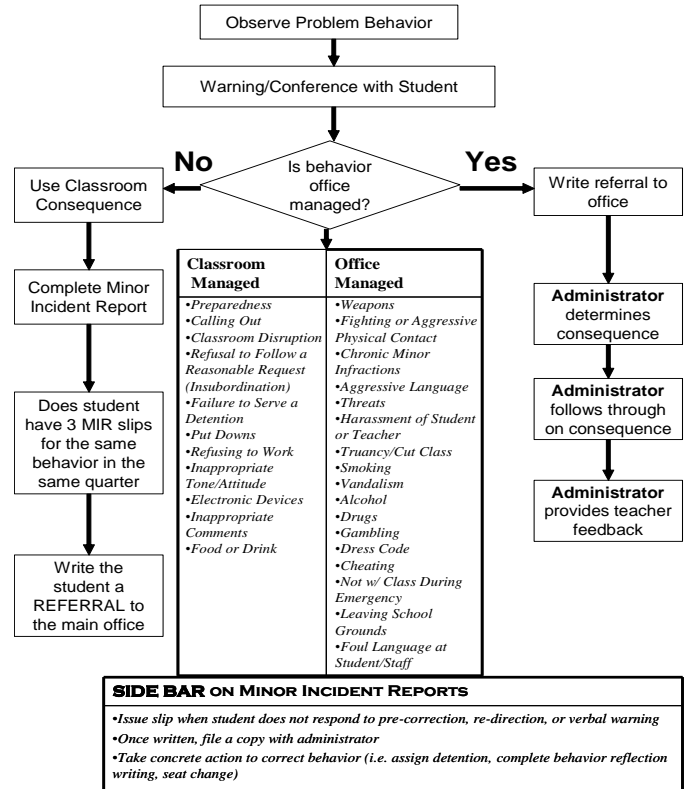 Observe Problem Behavior
Warning/Conference with Student
Is behavior
office
managed?
No
Yes
Use Classroom
Consequence
Complete Minor
Incident Report
Does student
have 3 MIR slips
for the same
behavior in the
same quarter
Write the
student a
REFERRAL to
the main office
Classroom
Managed
•Preparedness
•Calling Out
•Classroom Disruption
•Refusal to Follow a
Reasonable Request
(Insubordination)
•Failure to Serve a
Detention
•Put Downs
•Refusing to Work
•Inappropriate
Tone/Attitude
•Electronic Devices
•Inappropriate
Comments
•Food or Drink
Office
Managed
•Weapons
•Fighting or Aggressive
Physical Contact
•Chronic Minor
Infractions
•Aggressive Language
•Threats
•Harassment of Student
or Teacher
•Truancy/Cut Class
•Smoking
•Vandalism
•Alcohol
•Drugs
•Gambling
•Dress Code
•Cheating
•Not w/ Class During
Emergency
•Leaving School
Grounds
•Foul Language at
Student/Staff
Write referral to
office
Administrator
determines
consequence
Administrator
follows through
on consequence
Administrator
provides teacher
feedback
SIDE BAR ON MINOR INCIDENT REPORTS
•Issue slip when student does not respond to pre-correction, re-direction, or verbal warning
•Once written, file a copy with administrator
•Take concrete action to correct behavior (i.e. assign detention, complete behavior reflection
writing, seat change)